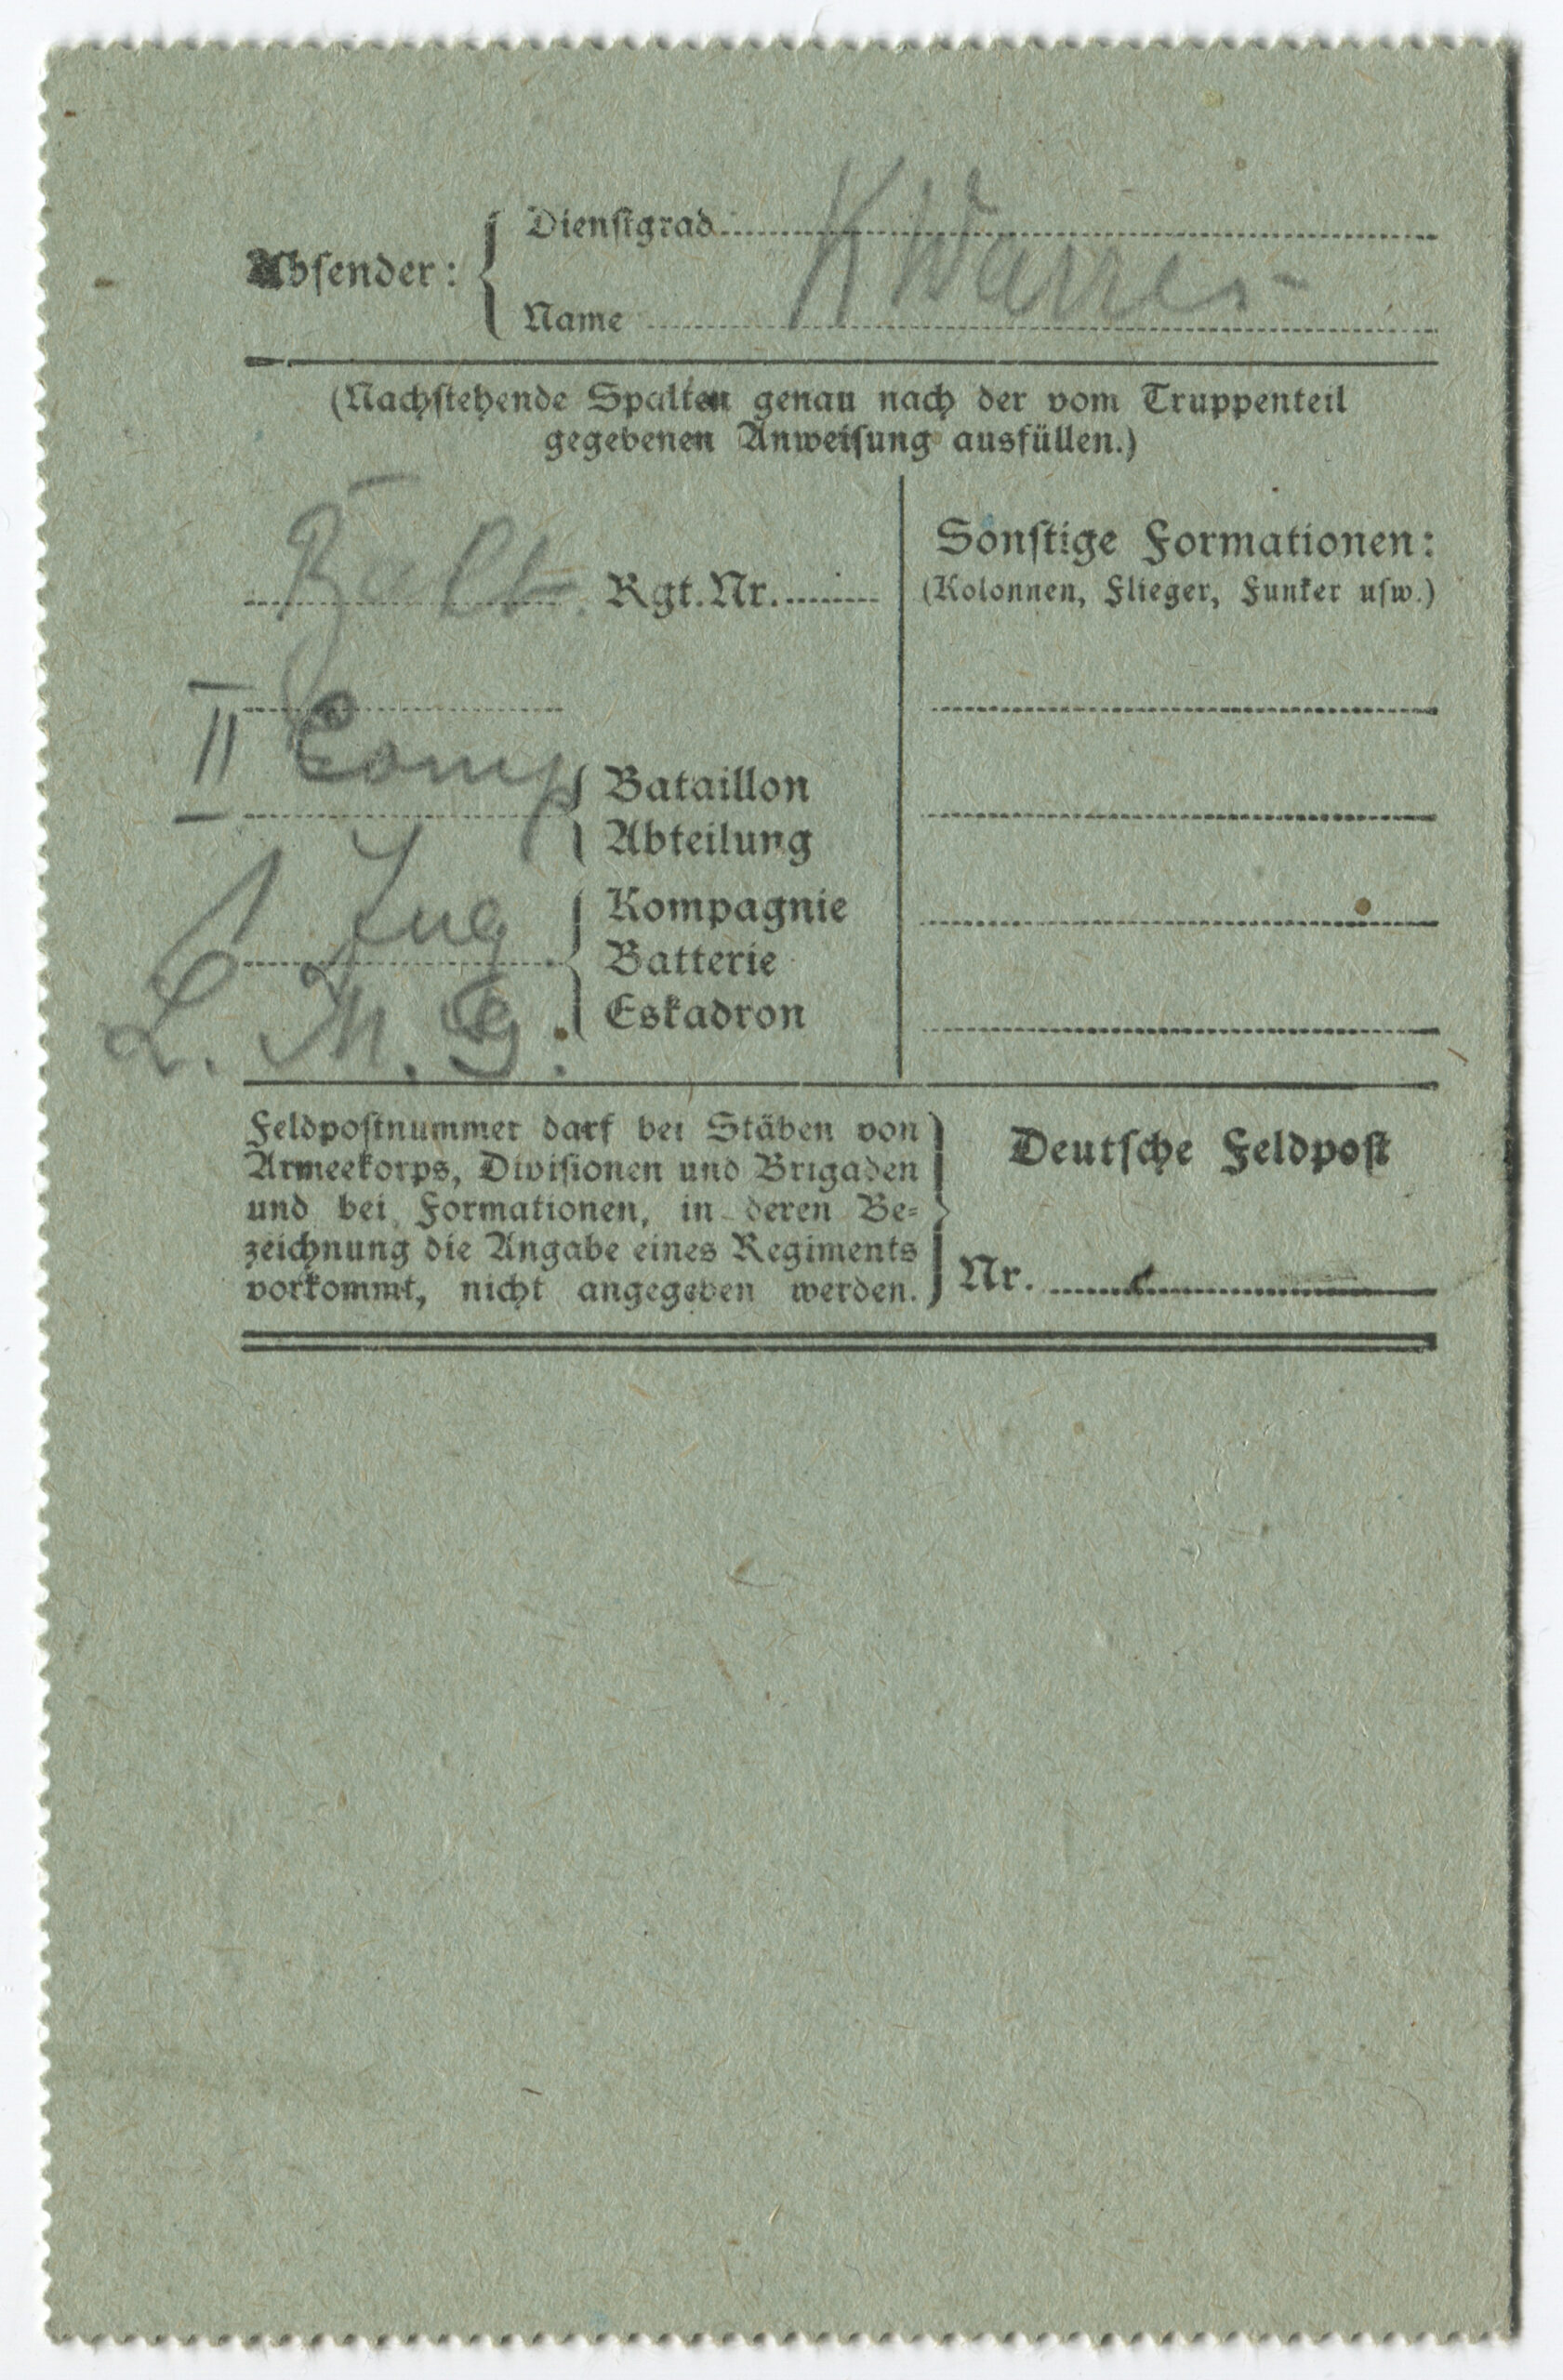 Absender:
Dienstgrad
Name K Warres
(Nachstehende Spalten genau nach der vom Truppenteil
gegebenen Anweisung ausfüllen.)
Balt. Rgt. Nr.
II Comp
Bataillon
Abteilung
1 Zug
Kompagnie
Batterie
Eskadron
L. M. G.
Sonstige Formationen:
(Kolonnen, Flieger, Funker usw.)
Feldpostnummer darf bei Stäben von
Armeekorps, Divisionen und Brigaden
und bei Formationen, in deren Be-
zeichnung die Angabe eines Regiments
vorkommt, nicht angegeben werden.
Deutsche Feldpost
Nr.